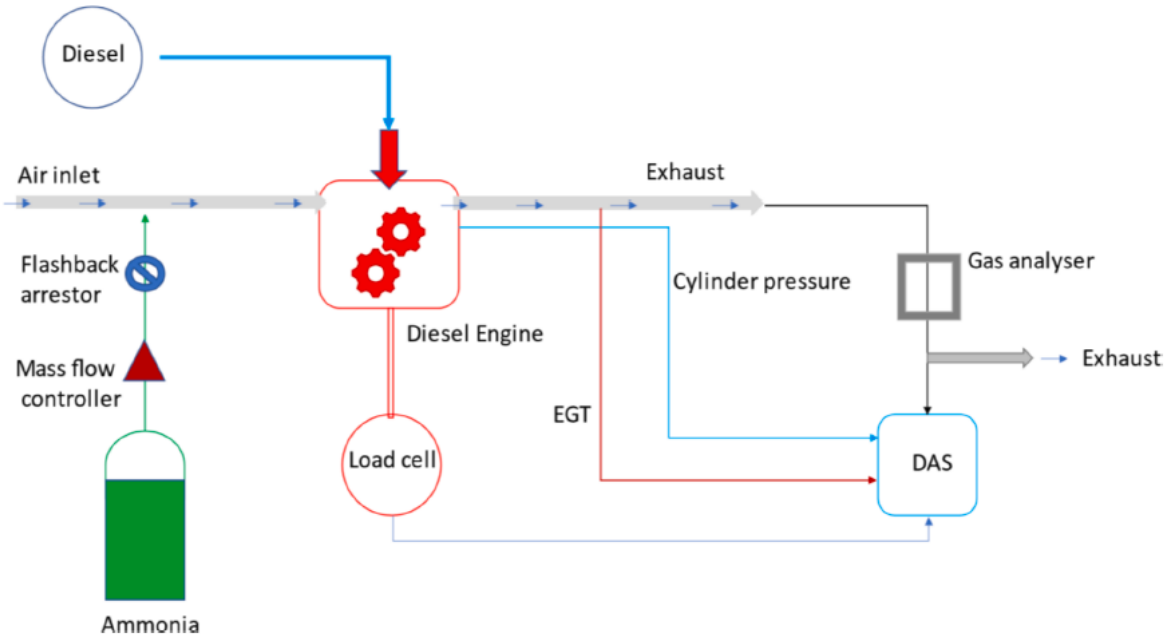 Diesel
Air inlet
Exhaust
Flashback
arrestor
Gas analyser
Cylinder pressure
Diesel Engine
Mass flow
controller
Exhaust
EGT
Load cell
DAS
Ammonia